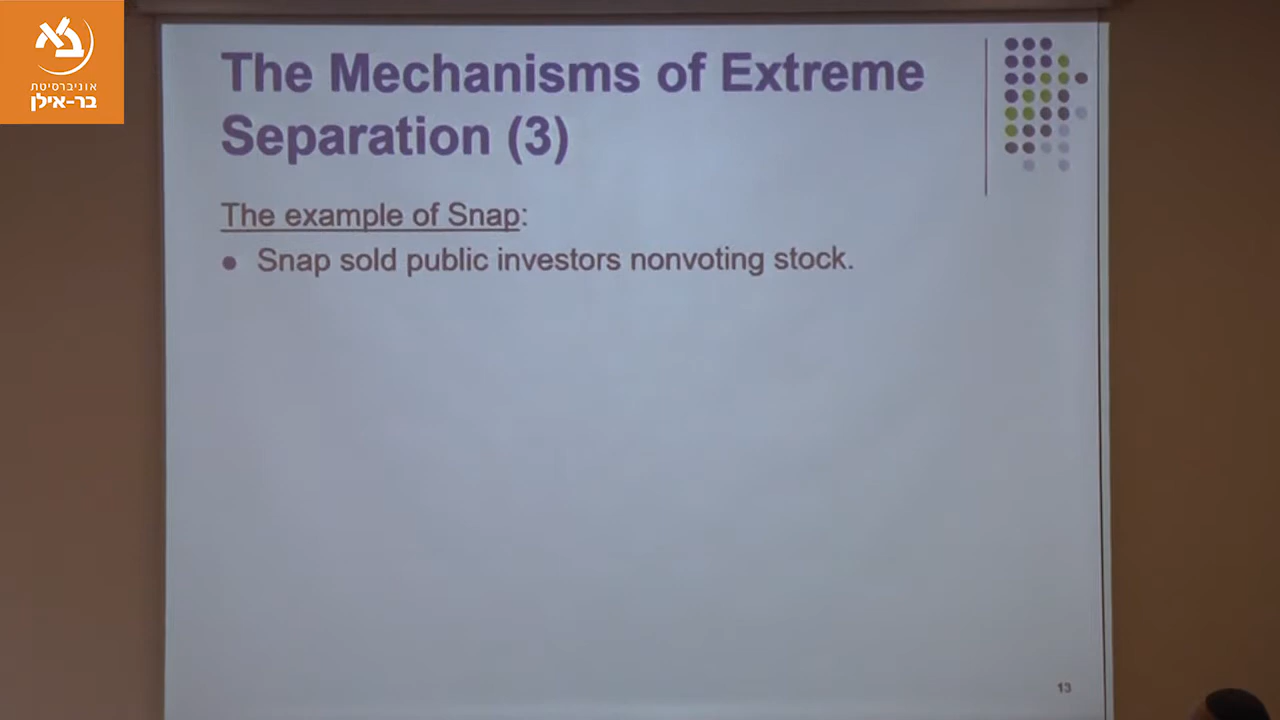 אוניברסיטת
בר-אילן
The Mechanisms of Extreme
Separation (3)
The example of Snap:
● Snap sold public investors nonvoting stock.
13